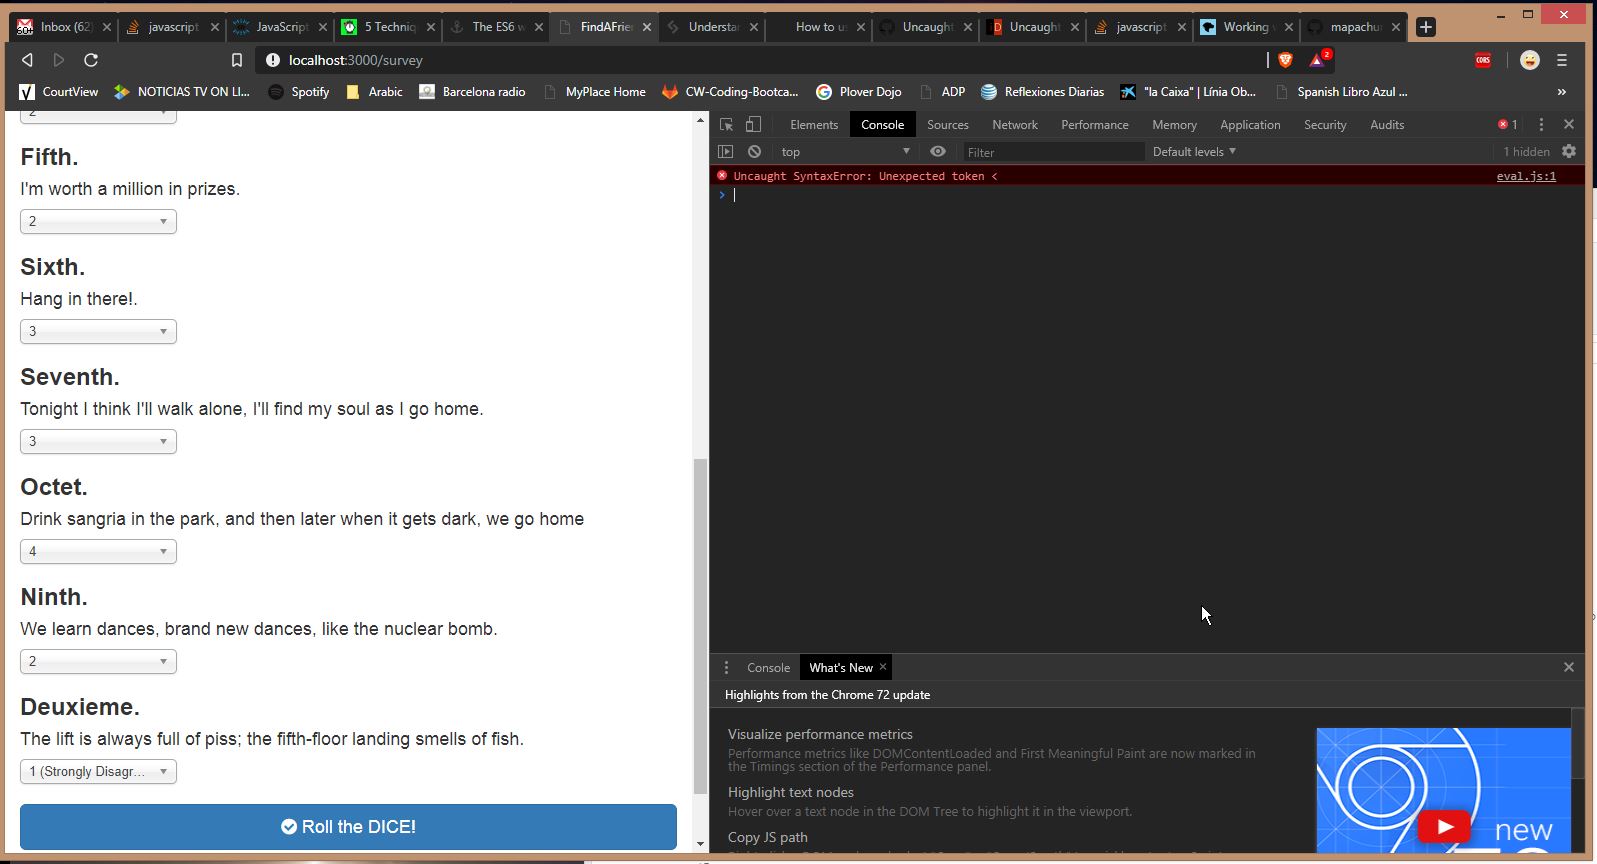 Inbox (62
javascript
JavaScript
5 Techniq
The ES6 w
FindAFrie
Understa
How to us
Uncaught
Uncaught
javascript
Working
mapachu
localhost:3000/survey
2
CORS
CourtView
NOTICIAS TV ON LI...
Spotify
Arabic
Barcelona radio
MyPlace Home
CW-Coding-Bootca...
Plover Dojo
ADP
Reflexiones Diarias
"la Caixa" | Línia Ob...
Spanish Libro Azul ...
»
2
Fifth.
I'm worth a million in prizes.
2
Sixth.
Hang in there!.
3
Seventh.
Tonight I think I'll walk alone, I'll find my soul as I go home.
3
Octet.
Drink sangria in the park, and then later when it gets dark, we go home
4
Ninth.
We learn dances, brand new dances, like the nuclear bomb.
2
Deuxieme.
The lift is always full of piss; the fifth-floor landing smells of fish.
1 (Strongly Disagr...
Roll the DICE!
Elements Console Sources Network Performance Memory Application Security Audits 1
top Filter Default levels 1 hidden
Uncaught SyntaxError: Unexpected token < eval.js:1
Console What's New
Highlights from the Chrome 72 update
Visualize performance metrics
Performance metrics like DOMContentLoaded and First Meaningful Paint are now marked in
the Timings section of the Performance panel.
Highlight text nodes
Hover over a text node in the DOM Tree to highlight it in the viewport.
Copy JS path
new